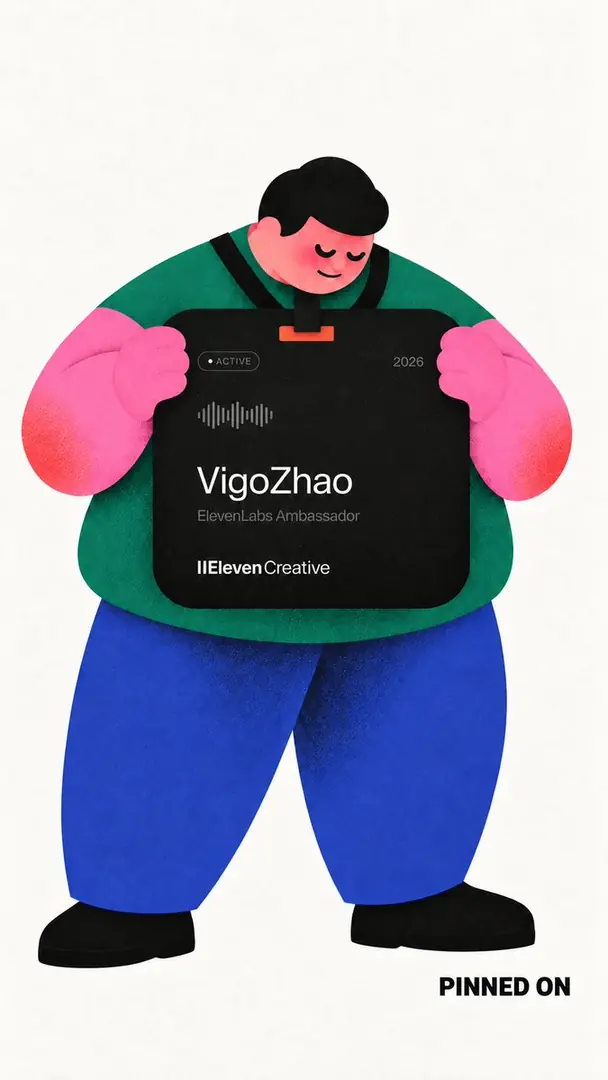 ACTIVE
2026
VigoZhao
ElevenLabs Ambassador
IIElevenCreative
PINNED ON